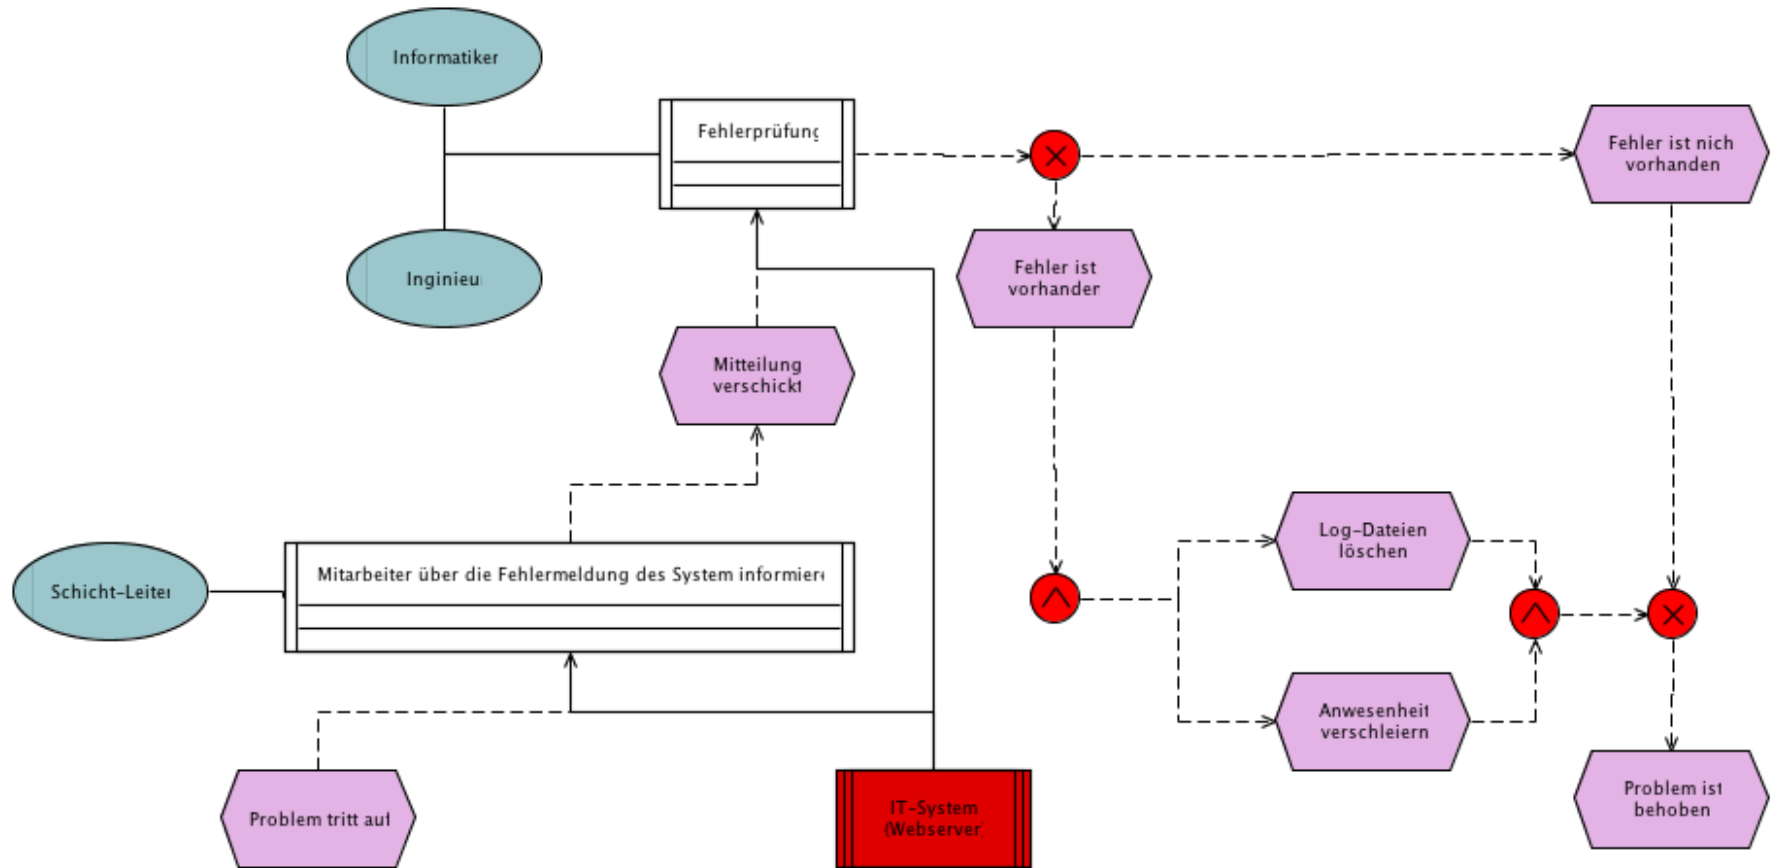 Informatiker
Fehlerprüfung
Fehler ist nich
vorhanden
Inginieu
Fehler ist
vorhanden
Mitteilung
verschickt
Log-Dateien
löschen
Schicht-Leiter
Mitarbeiter über die Fehlermeldung des System informiere
Anwesenheit
verschleiern
Problem tritt auf
IT-System
(Webserver
Problem ist
behoben